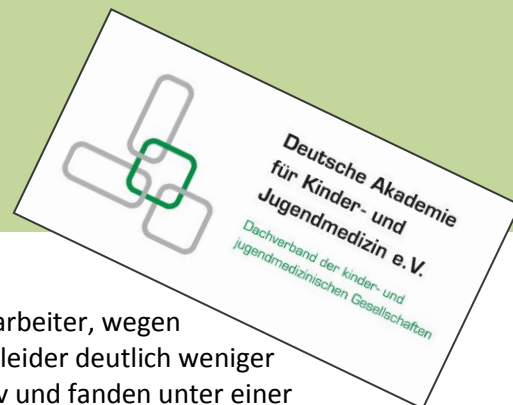 Deutsche Akademie
für Kinder- und
Jugendmedizin e.V.
Dachverband der kinder- und
jugendmedizinischen Gesellschaften
arbeiter, wegen
leider deutlich weniger
v und fanden unter einer